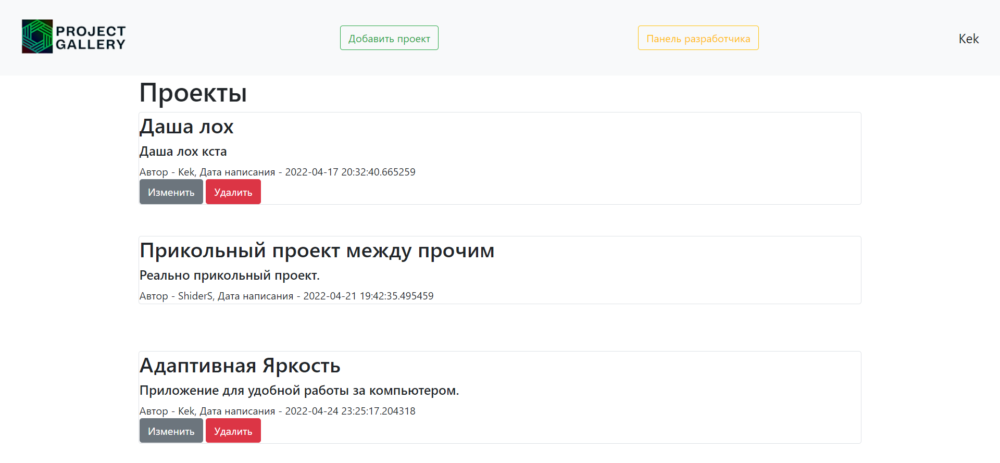 PROJECT
GALLERY
Добавить проект
Панель разработчика
Kek
Проекты
Даша лох
Даша лох кста
Автор - Kek, Дата написания - 2022-04-17 20:32:40.665259
Изменить Удалить
Прикольный проект между прочим
Реально прикольный проект.
Автор - ShiderS, Дата написания - 2022-04-21 19:42:35.495459
Адаптивная Яркость
Приложение для удобной работы за компьютером.
Автор - Kek, Дата написания - 2022-04-24 23:25:17.204318
Изменить Удалить